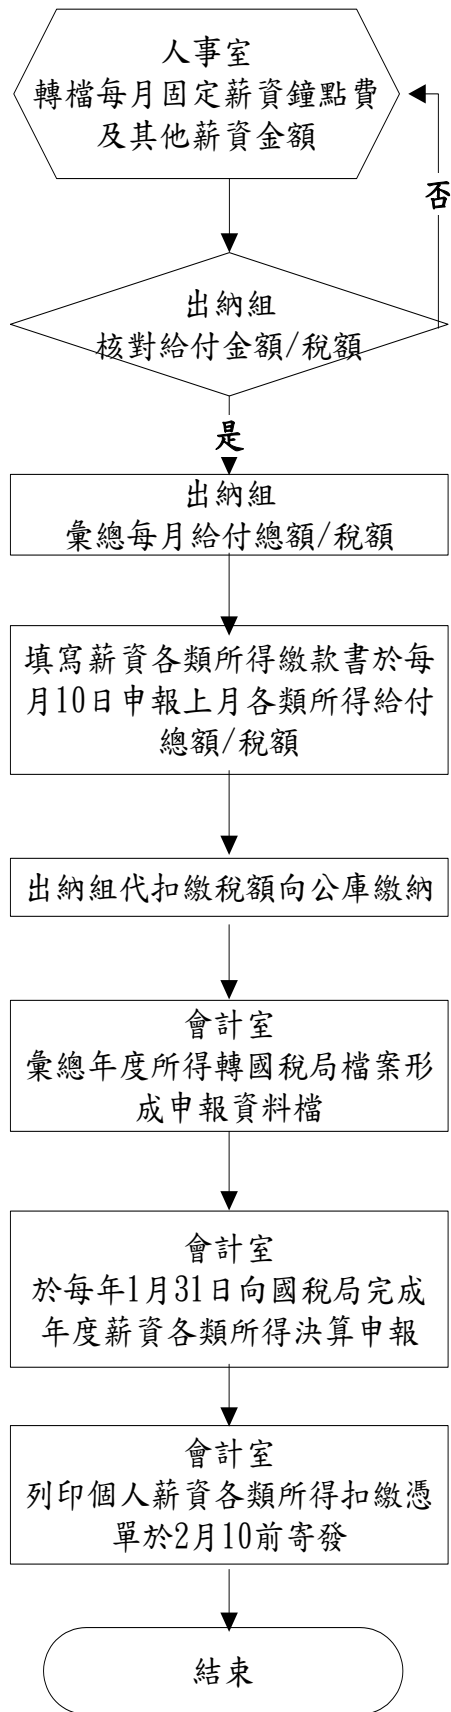 人事室
轉檔每月固定薪資鐘點費
及其他薪資金額
否
出納組
核對給付金額/稅額
是
出納組
彙總每月給付總額/稅額
填寫薪資各類所得繳款書於每
月10日申報上月各類所得給付
總額/稅額
出納組代扣繳稅額向公庫繳納
會計室
彙總年度所得轉國稅局檔案形
成申報資料檔
會計室
於每年1月31日向國稅局完成
年度薪資各類所得決算申報
會計室
列印個人薪資各類所得扣繳憑
單於2月10前寄發
結束